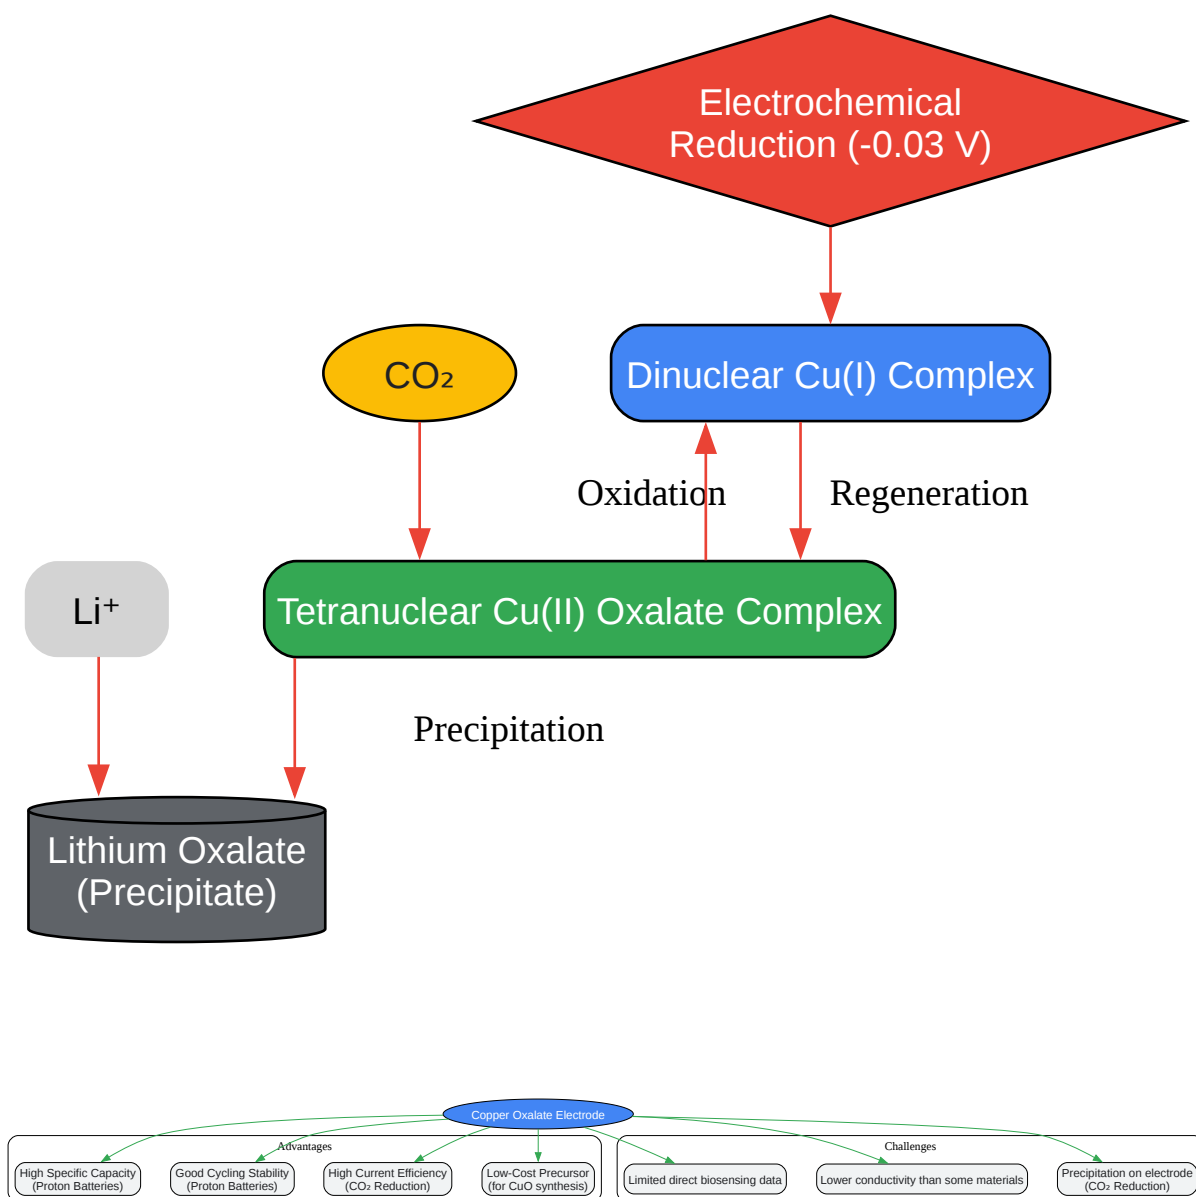 Electrochemical
Reduction (-0.03 V)
CO₂
Dinuclear Cu(I) Complex
Oxidation
Regeneration
Li⁺
Tetranuclear Cu(II) Oxalate Complex
Precipitation
Lithium Oxalate
(Precipitate)
Copper Oxalate Electrode
Advantages
Challenges
High Specific Capacity
(Proton Batteries)
Good Cycling Stability
(Proton Batteries)
High Current Efficiency
(CO₂ Reduction)
Low-Cost Precursor
(for CuO synthesis)
Limited direct biosensing data
Lower conductivity than some materials
Precipitation on electrode
(CO₂ Reduction)